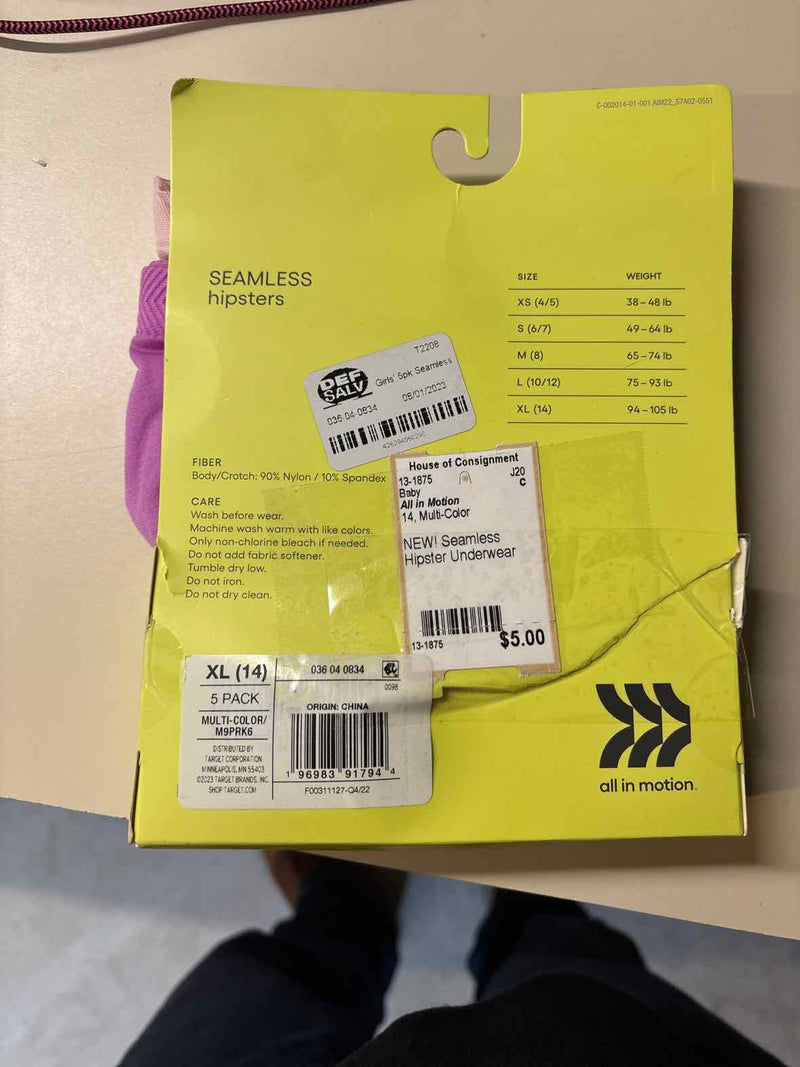 C-002014-01-001 AIM22_57A02-0551
SEAMLESS
hipsters
SIZE WEIGHT
XS (4/5) 38 – 48 lb
S (6/7) 49 – 64 lb
M (8) 65 – 74 lb
L (10/12) 75 – 93 lb
XL (14) 94 – 105 lb
T2208
DEF
SALV
Girls' 5pk Seamless
036-04-0834 08/01/2023
FIBER
Body/Crotch: 90% Nylon / 10% Spandex
CARE
Wash before wear.
Machine wash warm with like colors.
Only non-chlorine bleach if needed.
Do not add fabric softener.
Tumble dry low.
Do not iron.
Do not dry clean.
House of Consignment
13-1875 J20
Baby C
All in Motion
14, Multi-Color
NEW! Seamless
Hipster Underwear
13-1875 $5.00
XL (14)
5 PACK
MULTI-COLOR/
M9PRK6
DISTRIBUTED BY
TARGET CORPORATION
MINNEAPOLIS, MN 55403
©2023 TARGET BRANDS, INC.
SHOP TARGET.COM
036 04 0834
0098
ORIGIN: CHINA
1 96983 91794 4
F00311127-Q4/22
all in motion.